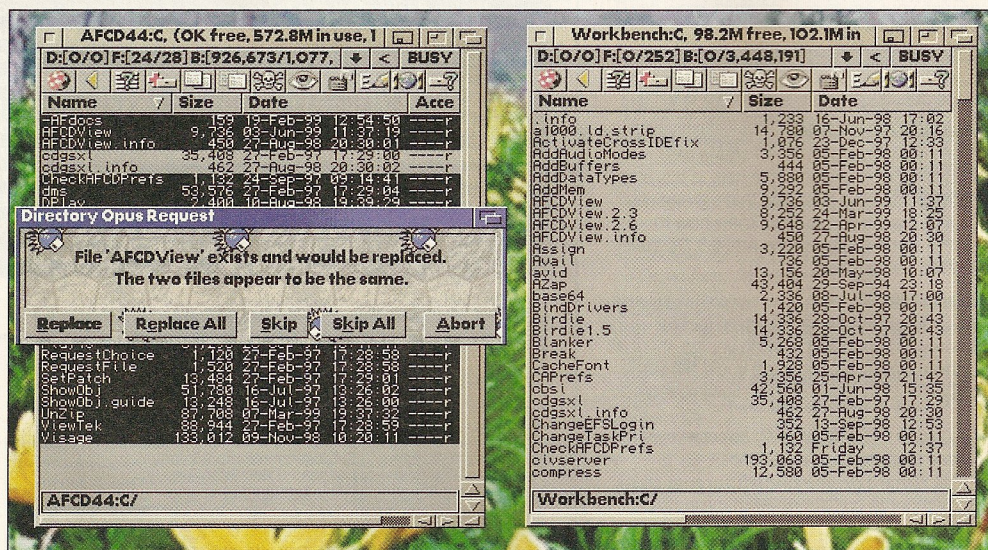 AFCD44:C, (OK free, 572.8M in use, 1
D:[0/0] F:[24/28] B:[926,673/1,077, < BUSY
Name Size Date Acce
-AFdocs 159 19-Feb-99 12:54:50 ----r
AFCDView 9,736 03-Jun-99 11:37:19 ----r
AFCDView.info 450 27-Aug-98 20:30:01 ----r
cdgsxl 35,408 27-Feb-97 17:29:00 ----r
cdgsxl.info 462 27-Aug-98 20:30:02 ----r
CheckAFCDPrefs 1,132 24-Sep-97 09:14:44 ----r
dms 53,576 27-Feb-97 17:29:04 ----r
DPlay 2,400 10-Aug-98 19:39:29 ----r
Directory Opus Request
File 'AFCDView' exists and would be replaced.
The two files appear to be the same.
Replace Replace All Skip Skip All Abort
RequestChoice 1,120 27-Feb-97 17:28:58 ----r
RequestFile 1,520 27-Feb-97 17:28:59 ----r
SetPatch 13,484 27-Feb-97 17:29:01 ----r
ShowObj 51,780 16-Jul-97 13:27:02 ----r
ShowObj.guide 13,248 16-Jul-97 13:26:00 ----r
UnZip 87,708 07-Mar-99 19:37:32 ----r
ViewTek 88,944 27-Feb-97 17:28:59 ----r
Visage 133,012 09-Nov-98 10:20:11 ----r
AFCD44:C/
Workbench:C, 98.2M free, 102.1M in
D:[0/0] F:[0/252] B:[0/3,448,191] < BUSY
Name Size Date
.info 1,233 16-Jun-98 17:02
a1000.ld.strip 14,780 07-Nov-97 20:16
ActivateCrossIDEfix 1,076 23-Dec-97 12:33
AddAudioModes 3,356 05-Feb-98 00:11
AddBuffers 444 05-Feb-98 00:11
AddDataTypes 5,880 05-Feb-98 00:11
AddMem 9,292 05-Feb-98 00:11
AFCDView 9,736 03-Jun-99 11:37
AFCDView.2.3 8,252 24-Mar-99 18:25
AFCDView.2.6 9,648 22-Apr-99 12:07
AFCDView.info 450 27-Aug-98 20:30
Assign 3,220 05-Feb-98 00:11
Avail 736 05-Feb-98 00:11
avid 13,156 20-May-98 10:07
AZap 43,404 29-Sep-94 23:18
base64 2,336 08-Jul-98 17:00
BindDrivers 1,420 05-Feb-98 00:11
Birdie 14,336 28-Oct-97 20:43
Birdie1.5 14,336 28-Oct-97 20:43
Blanker 5,268 05-Feb-98 00:11
Break 432 05-Feb-98 00:11
CacheFont 1,928 05-Feb-98 00:11
CAPrefs 3,356 25-Apr-97 21:42
cbsi 42,560 01-Jun-98 15:35
cdgsxl 35,408 27-Feb-97 17:29
cdgsxl.info 462 27-Aug-98 20:30
ChangeEFSLogin 352 13-Sep-98 12:53
ChangeTaskPri 460 05-Feb-98 00:11
CheckAFCDPrefs 1,132 Friday 12:37
civserver 193,068 05-Feb-98 00:11
compress 12,580 05-Feb-98 00:11
Workbench:C/